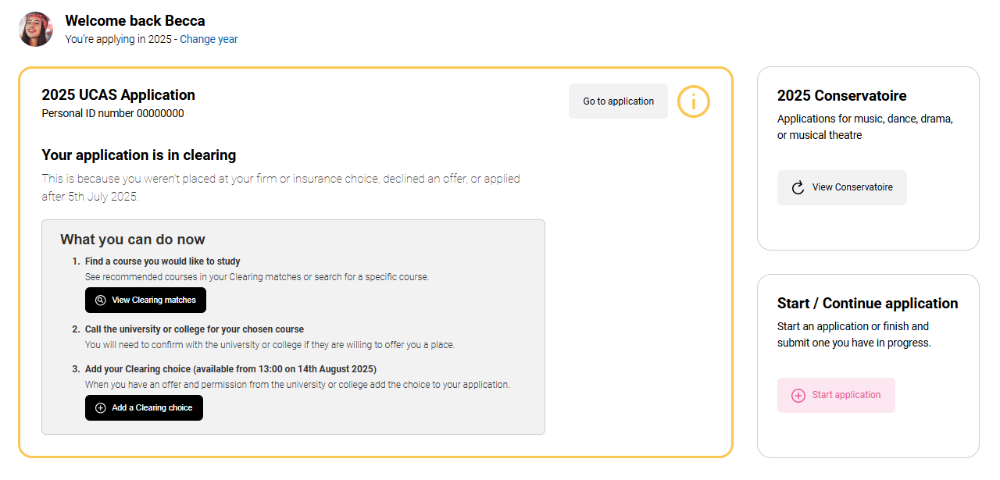 Welcome back Becca
You're applying in 2025 - Change year
2025 UCAS Application
Personal ID number 00000000
Go to application
Your application is in clearing
This is because you weren't placed at your firm or insurance choice, declined an offer, or applied
after 5th July 2025.
What you can do now
1. Find a course you would like to study
See recommended courses in your Clearing matches or search for a specific course.
View Clearing matches
2. Call the university or college for your chosen course
You will need to confirm with the university or college if they are willing to offer you a place.
3. Add your Clearing choice (available from 13:00 on 14th August 2025)
When you have an offer and permission from the university or college add the choice to your application.
Add a Clearing choice
2025 Conservatoire
Applications for music, dance, drama,
or musical theatre
View Conservatoire
Start / Continue application
Start an application or finish and
submit one you have in progress.
Start application